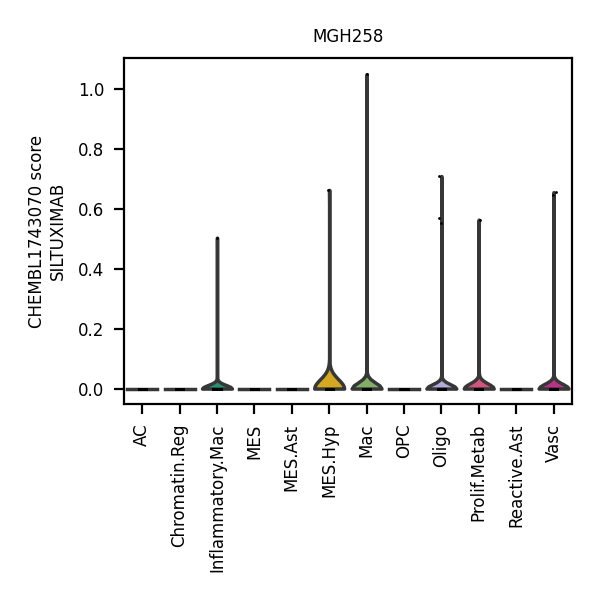 MGH258
CHEMBL1743070 score
SILTUXIMAB
1.0
0.8
0.6
0.4
0.2
0.0
AC
Chromatin.Reg
Inflammatory.Mac
MES
MES.Ast
MES.Hyp
Mac
OPC
Oligo
Prolif.Metab
Reactive.Ast
Vasc